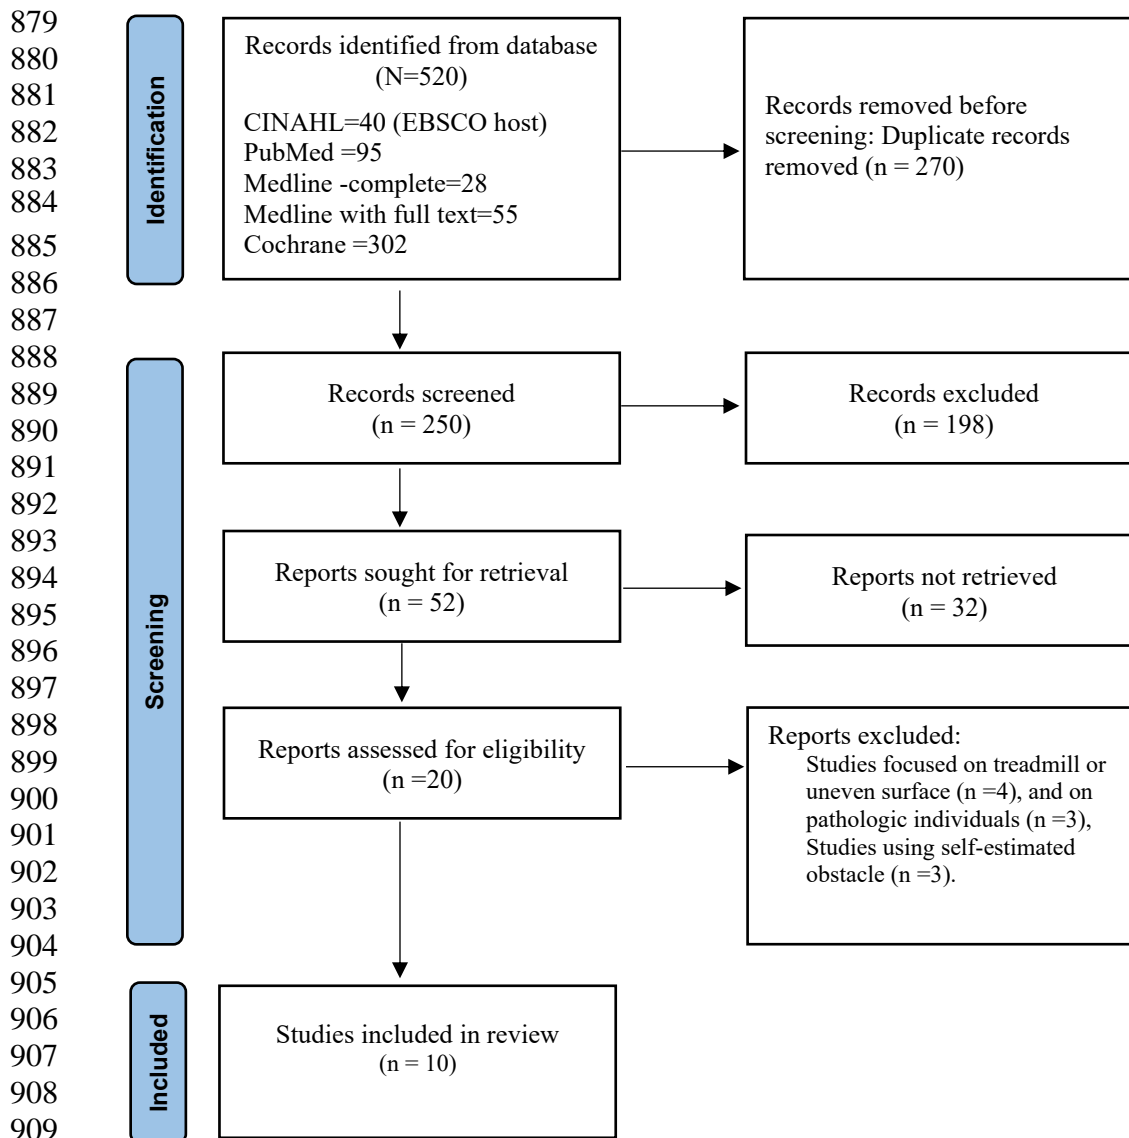 879
880
881
882
883
884
885
886
887
888
889
890
891
892
893
894
895
896
897
898
899
900
901
902
903
904
905
906
907
908
909
Identification
Records identified from database
(N=520)
CINAHL=40 (EBSCO host)
PubMed =95
Medline -complete=28
Medline with full text=55
Cochrane =302
Records removed before
screening: Duplicate records
removed (n = 270)
Screening
Records screened
(n = 250)
Records excluded
(n = 198)
Reports sought for retrieval
(n = 52)
Reports not retrieved
(n = 32)
Reports assessed for eligibility
(n =20)
Reports excluded:
Studies focused on treadmill or
uneven surface (n =4), and on
pathologic individuals (n =3),
Studies using self-estimated
obstacle (n =3).
Included
Studies included in review
(n = 10)